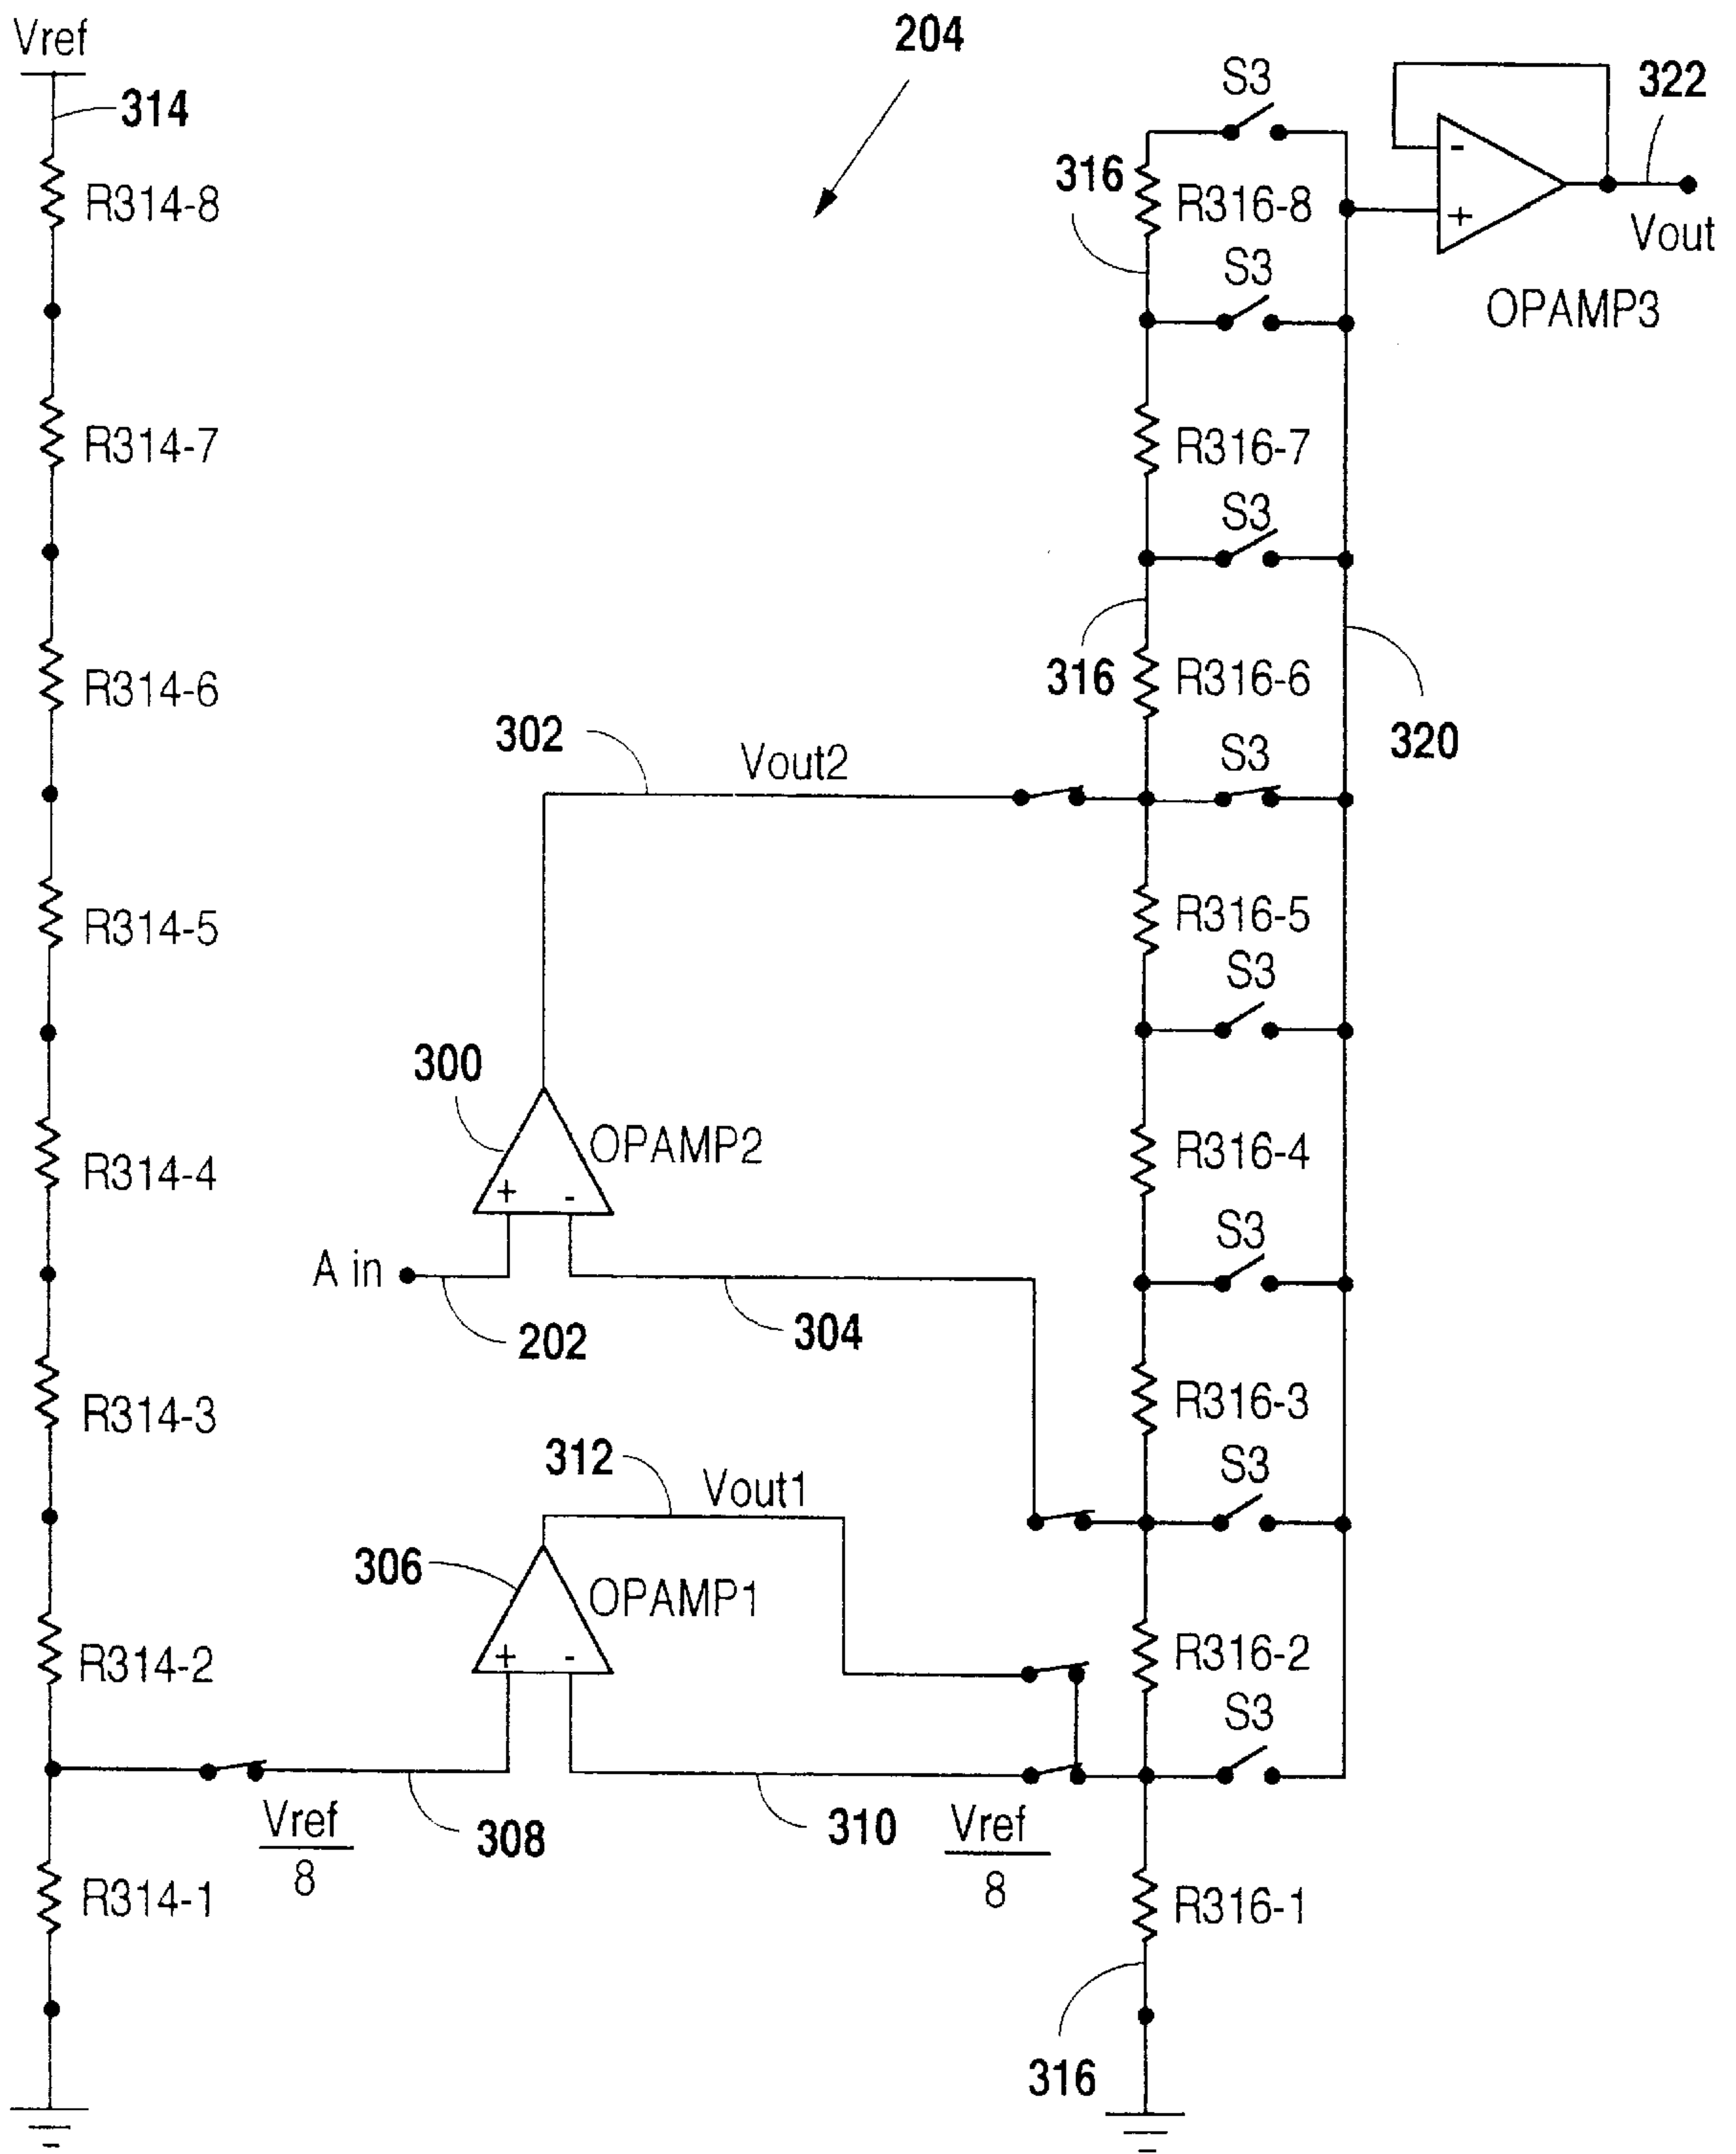 Vref
204
S3
322
314
316
R314-8
R316-8
-
+
Vout
S3
OPAMP3
R314-7
R316-7
S3
R314-6
316
R316-6
302
Vout2
S3
320
R314-5
R316-5
S3
300
OPAMP2
R314-4
R316-4
+ -
S3
A in
202
304
R314-3
R316-3
312
Vout1
S3
306
OPAMP1
R314-2
+ -
R316-2
S3
Vref
8
308
310
Vref
8
R314-1
R316-1
316